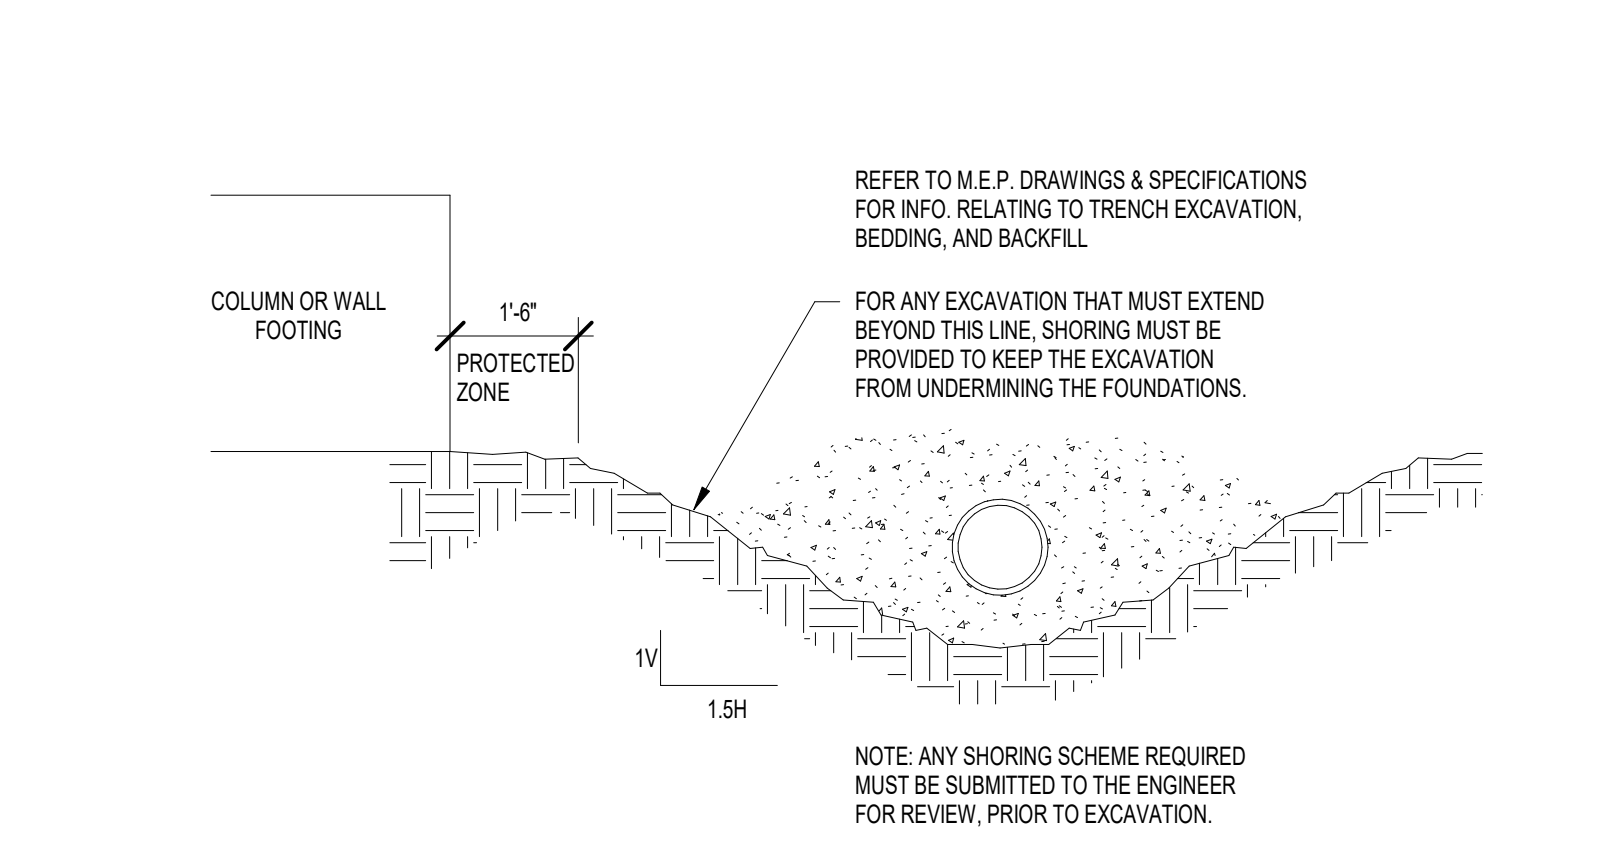 REFER TO M.E.P. DRAWINGS & SPECIFICATIONS
FOR INFO. RELATING TO TRENCH EXCAVATION,
BEDDING, AND BACKFILL
COLUMN OR WALL
FOOTING
1'-6"
PROTECTED
ZONE
FOR ANY EXCAVATION THAT MUST EXTEND
BEYOND THIS LINE, SHORING MUST BE
PROVIDED TO KEEP THE EXCAVATION
FROM UNDERMINING THE FOUNDATIONS.
1V
1.5H
NOTE: ANY SHORING SCHEME REQUIRED
MUST BE SUBMITTED TO THE ENGINEER
FOR REVIEW, PRIOR TO EXCAVATION.